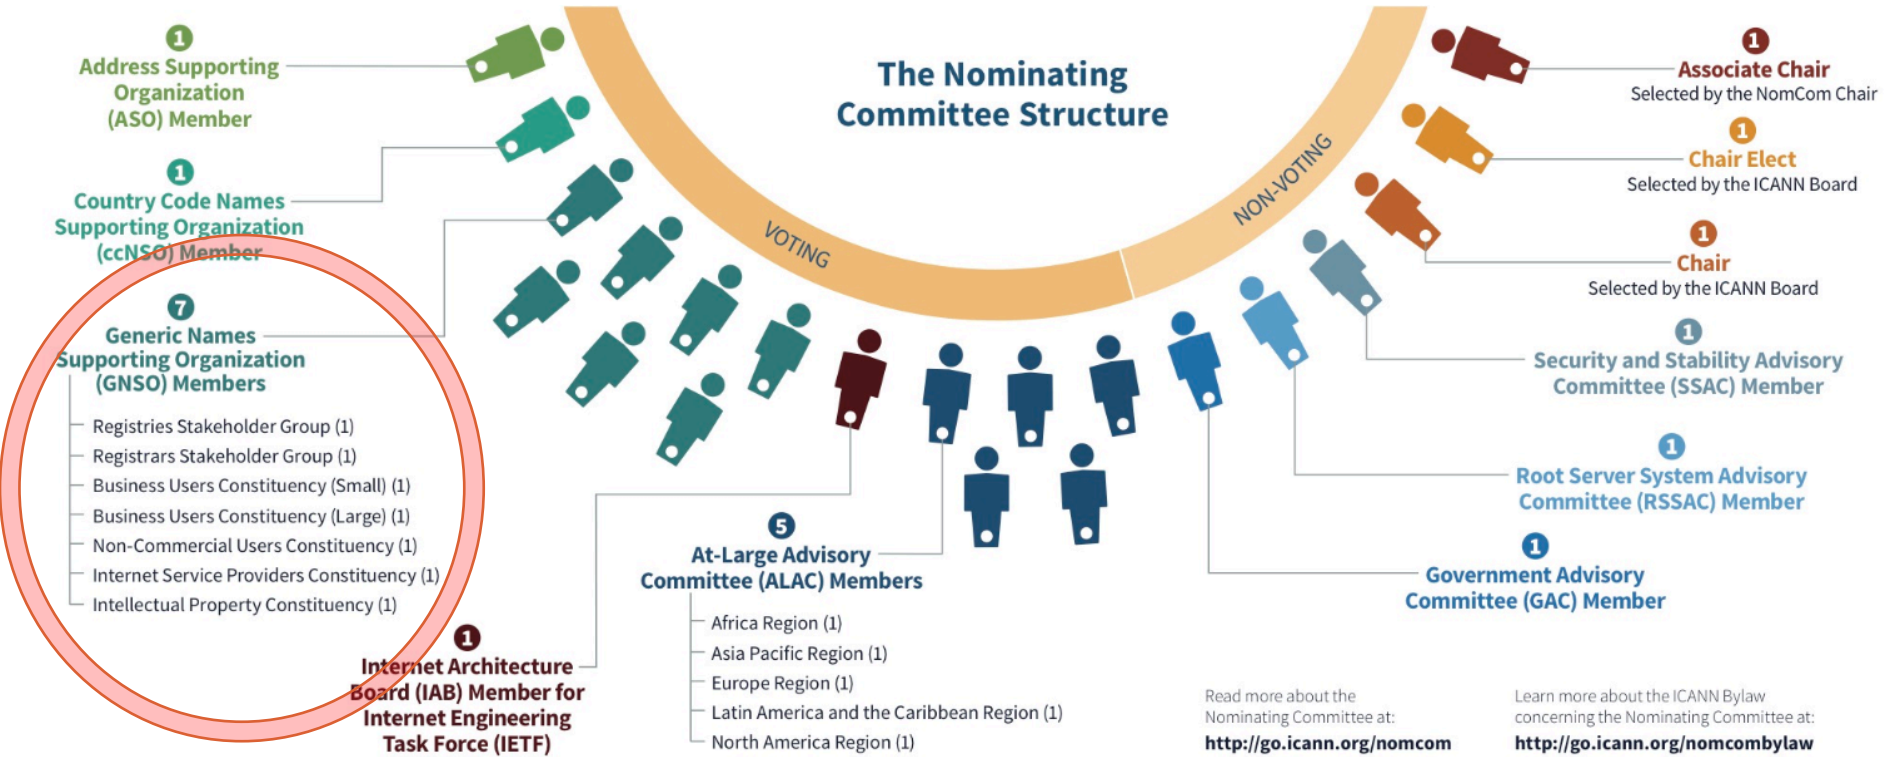 The Nominating
Committee Structure
VOTING
NON-VOTING
1
Address Supporting
Organization
(ASO) Member
1
Country Code Names
Supporting Organization
(ccNSO) Member
7
Generic Names
Supporting Organization
(GNSO) Members
Registries Stakeholder Group (1)
Registrars Stakeholder Group (1)
Business Users Constituency (Small) (1)
Business Users Constituency (Large) (1)
Non-Commercial Users Constituency (1)
Internet Service Providers Constituency (1)
Intellectual Property Constituency (1)
1
Internet Architecture
Board (IAB) Member for
Internet Engineering
Task Force (IETF)
5
At-Large Advisory
Committee (ALAC) Members
Africa Region (1)
Asia Pacific Region (1)
Europe Region (1)
Latin America and the Caribbean Region (1)
North America Region (1)
1
Associate Chair
Selected by the NomCom Chair
1
Chair Elect
Selected by the ICANN Board
1
Chair
Selected by the ICANN Board
1
Security and Stability Advisory
Committee (SSAC) Member
1
Root Server System Advisory
Committee (RSSAC) Member
1
Government Advisory
Committee (GAC) Member
Read more about the
Nominating Committee at:
http://go.icann.org/nomcom
Learn more about the ICANN Bylaw
concerning the Nominating Committee at:
http://go.icann.org/nomcombylaw